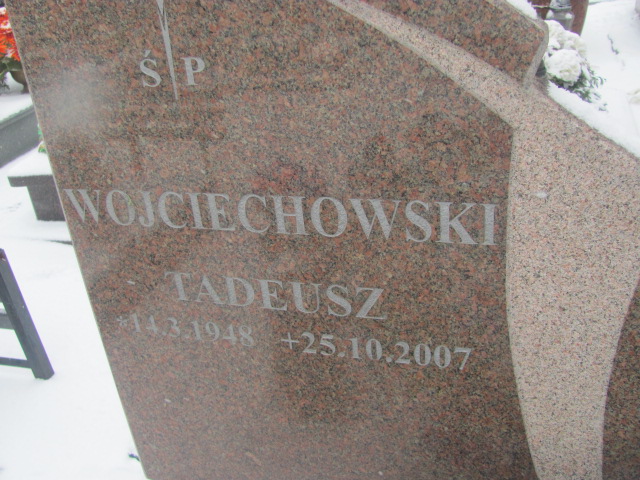 Ś P
WOJCIECHOWSKI
TADEUSZ
*14.3.1948 +25.10.2007